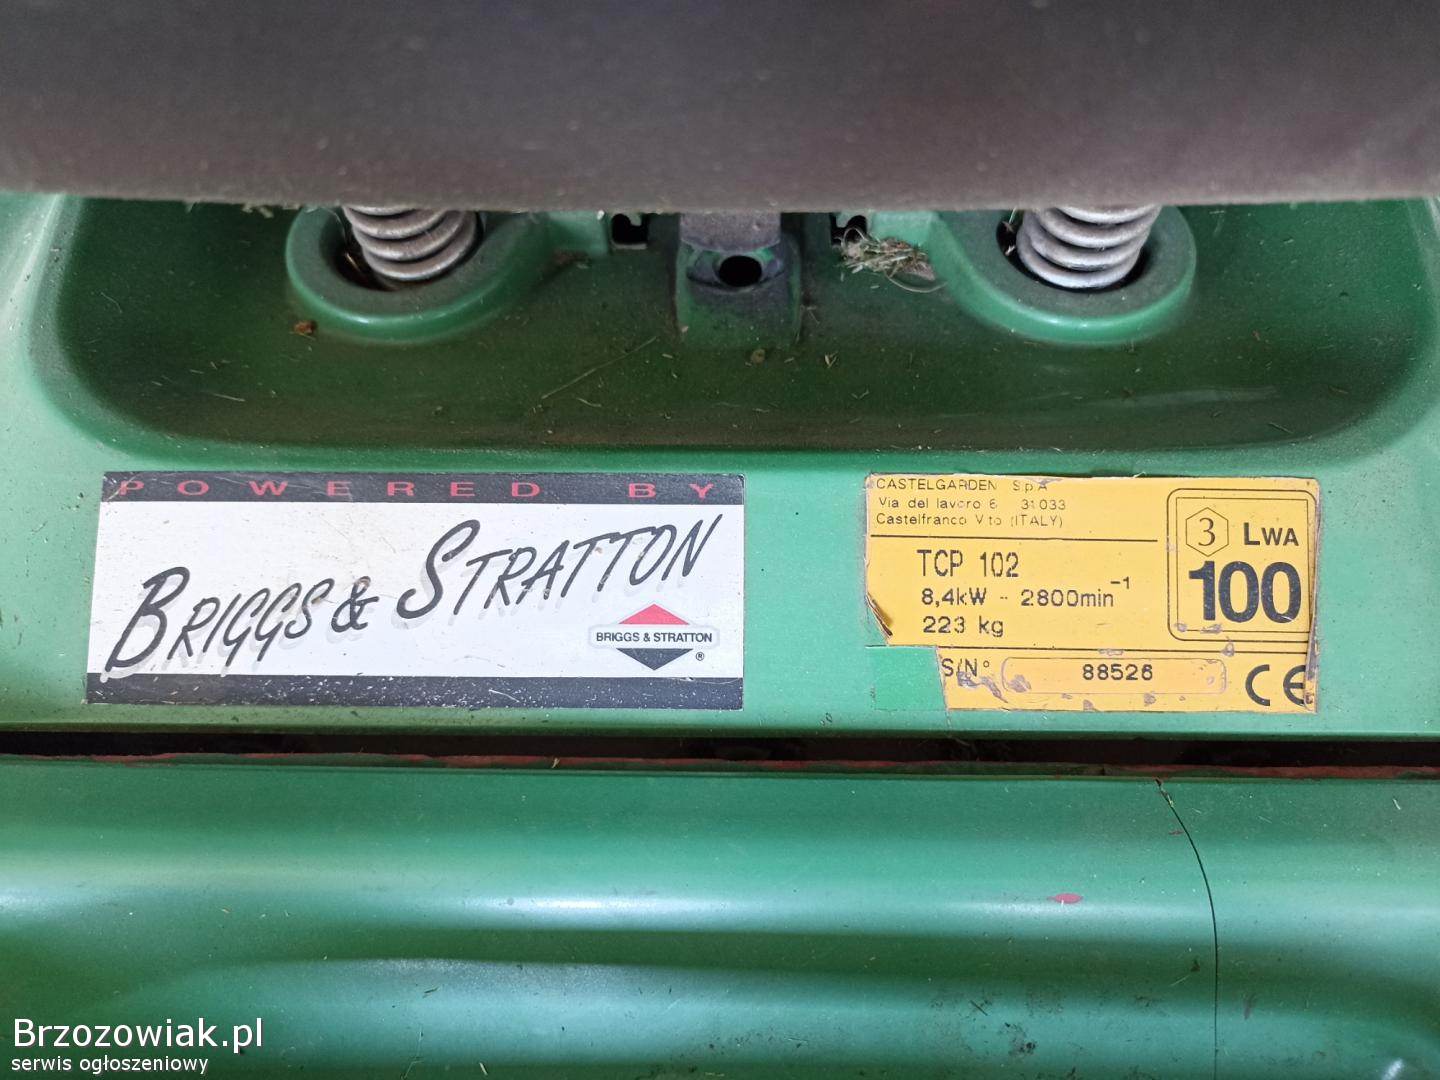 POWERED BY
BRIGGS & STRATTON
BRIGGS & STRATTON
®
CASTELGARDEN S.p.A
Via del lavoro 6 31033
Castelfranco V.to (ITALY)
TCP 102
8,4kW - 2800min⁻¹
223 kg
3 LWA
100
S/N° 88526
CE
Brzozowiak.pl
serwis ogłoszeniowy